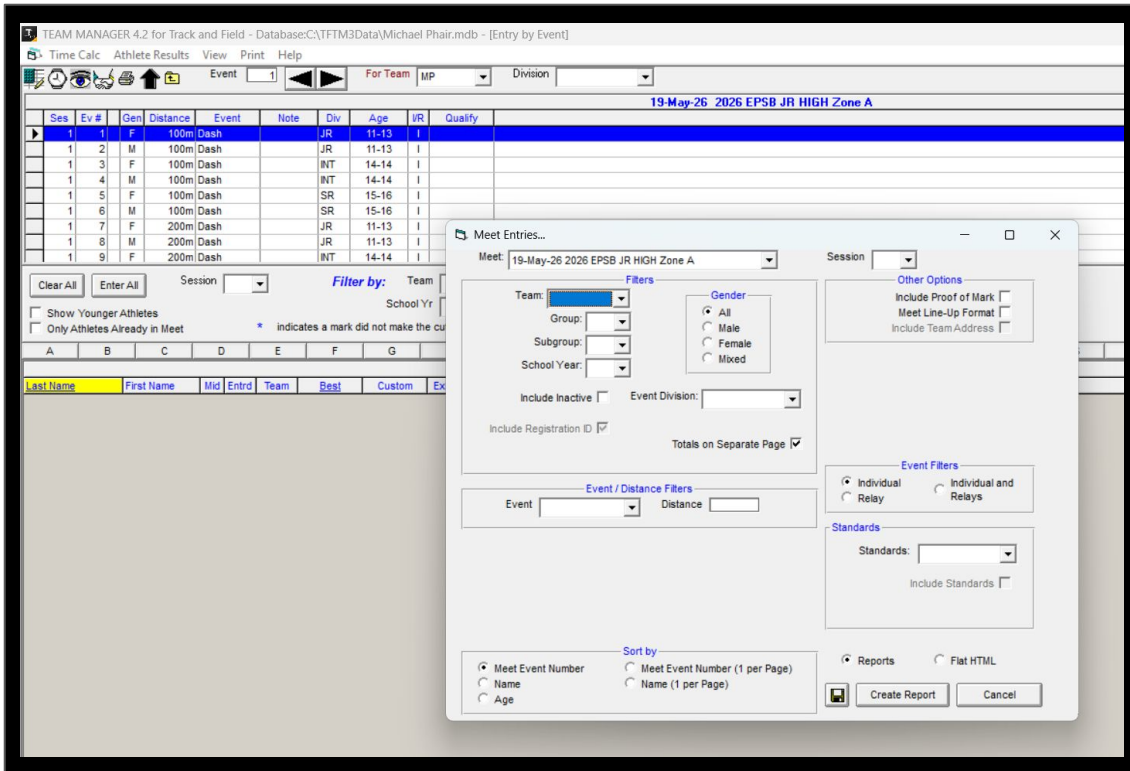 TEAM MANAGER 4.2 for Track and Field - Database:C:\TFTM3Data\Michael Phair.mdb - [Entry by Event]
Time Calc Athlete Results View Print Help
Event 1 For Team MP Division
19-May-26 2026 EPSB JR HIGH Zone A
Ses Ev # Gen Distance Event Note Div Age I/R Qualify
1 1 F 100m Dash JR 11-13 I
1 2 M 100m Dash JR 11-13 I
1 3 F 100m Dash INT 14-14 I
1 4 M 100m Dash INT 14-14 I
1 5 F 100m Dash SR 15-16 I
1 6 M 100m Dash SR 15-16 I
1 7 F 200m Dash JR 11-13 I
1 8 M 200m Dash JR 11-13 I
1 9 F 200m Dash INT 14-14 I
Clear All Enter All Session Filter by: Team
School Yr
Show Younger Athletes
Only Athletes Already in Meet * indicates a mark did not make the cu
A B C D E F G
Last Name First Name Mid Entrd Team Best Custom Ex
Meet Entries...
Meet: 19-May-26 2026 EPSB JR HIGH Zone A Session
Filters
Team:
Group:
Subgroup:
School Year:
Gender
All
Male
Female
Mixed
Include Inactive Event Division:
Include Registration ID
Totals on Separate Page
Other Options
Include Proof of Mark
Meet Line-Up Format
Include Team Address
Event / Distance Filters
Event Distance
Event Filters
Individual Individual and Relays
Relay
Standards
Standards:
Include Standards
Sort by
Meet Event Number Meet Event Number (1 per Page)
Name Name (1 per Page)
Age
Reports Flat HTML
Create Report Cancel